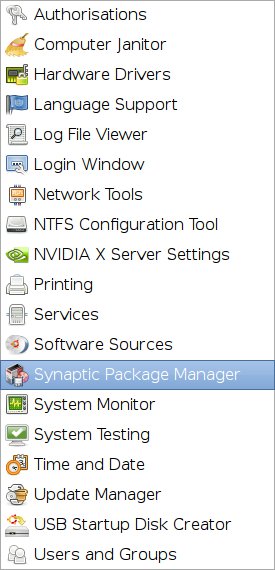 Authorisations
Computer Janitor
Hardware Drivers
Language Support
Log File Viewer
Login Window
Network Tools
NTFS Configuration Tool
NVIDIA X Server Settings
Printing
Services
Software Sources
Synaptic Package Manager
System Monitor
System Testing
Time and Date
Update Manager
USB Startup Disk Creator
Users and Groups